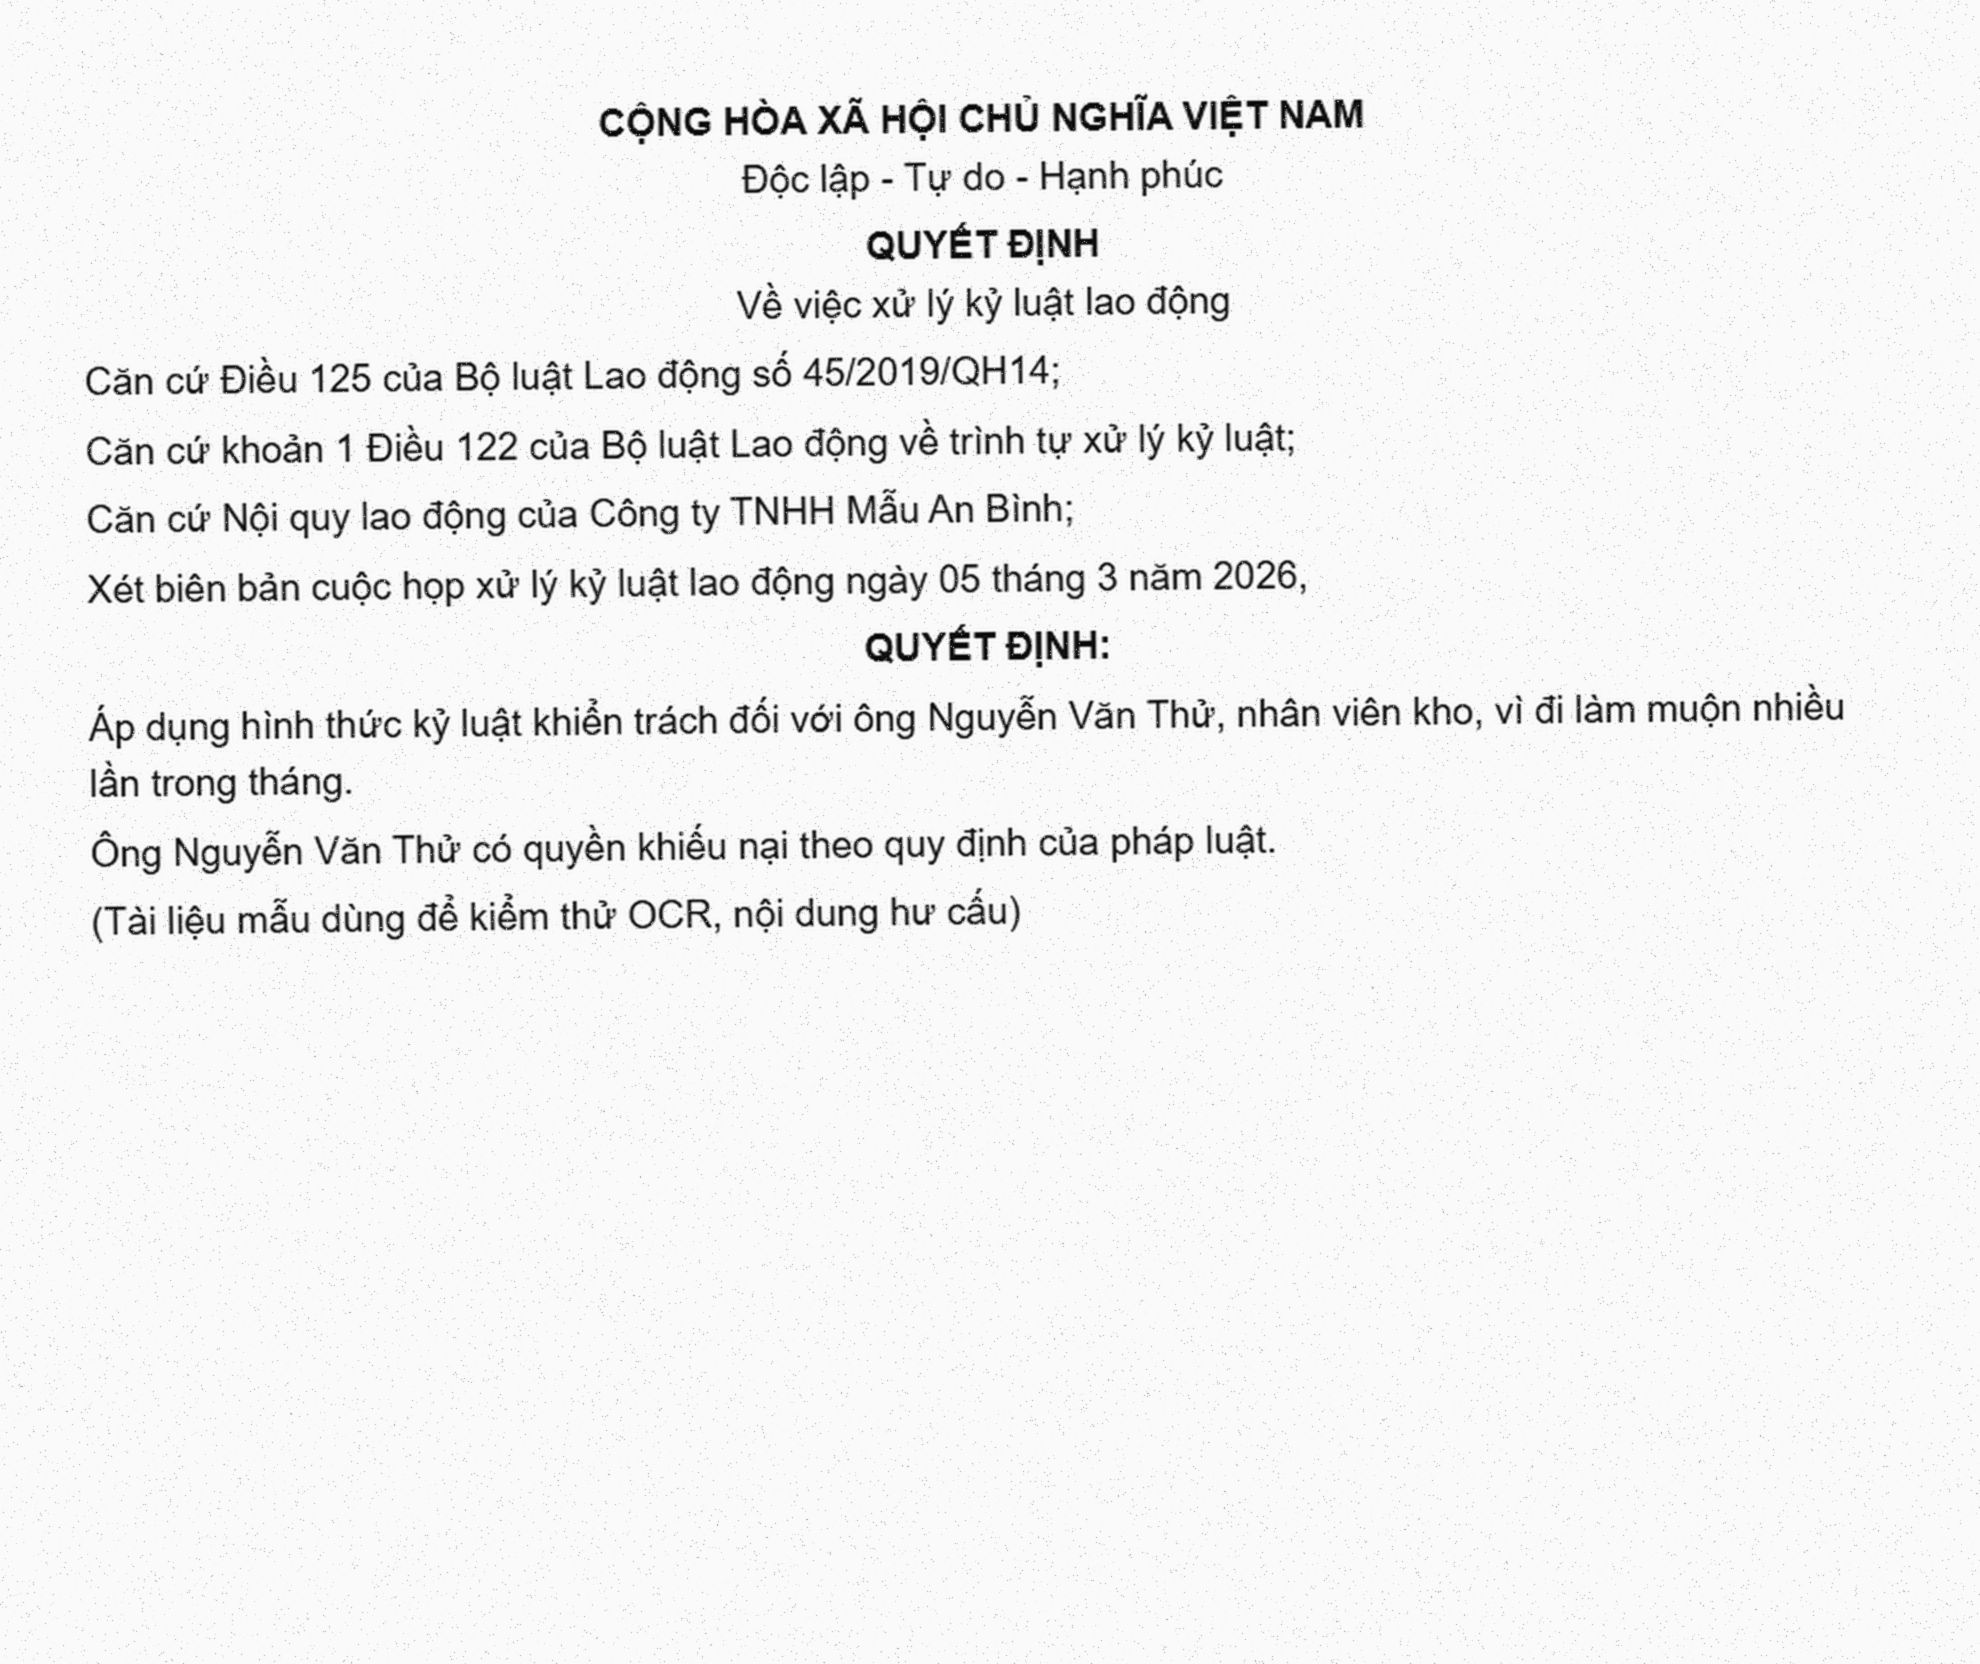 CỘNG HÒA XÃ HỘI CHỦ NGHĨA VIỆT NAM
Độc lập - Tự do - Hạnh phúc
QUYẾT ĐỊNH
Về việc xử lý kỷ luật lao động
Căn cứ Điều 125 của Bộ luật Lao động số 45/2019/QH14;
Căn cứ khoản 1 Điều 122 của Bộ luật Lao động về trình tự xử lý kỷ luật;
Căn cứ Nội quy lao động của Công ty TNHH Mẫu An Bình;
Xét biên bản cuộc họp xử lý kỷ luật lao động ngày 05 tháng 3 năm 2026,
QUYẾT ĐỊNH:
Áp dụng hình thức kỷ luật khiển trách đối với ông Nguyễn Văn Thử, nhân viên kho, vì đi làm muộn nhiều
lần trong tháng.
Ông Nguyễn Văn Thử có quyền khiếu nại theo quy định của pháp luật.
(Tài liệu mẫu dùng để kiểm thử OCR, nội dung hư cấu)